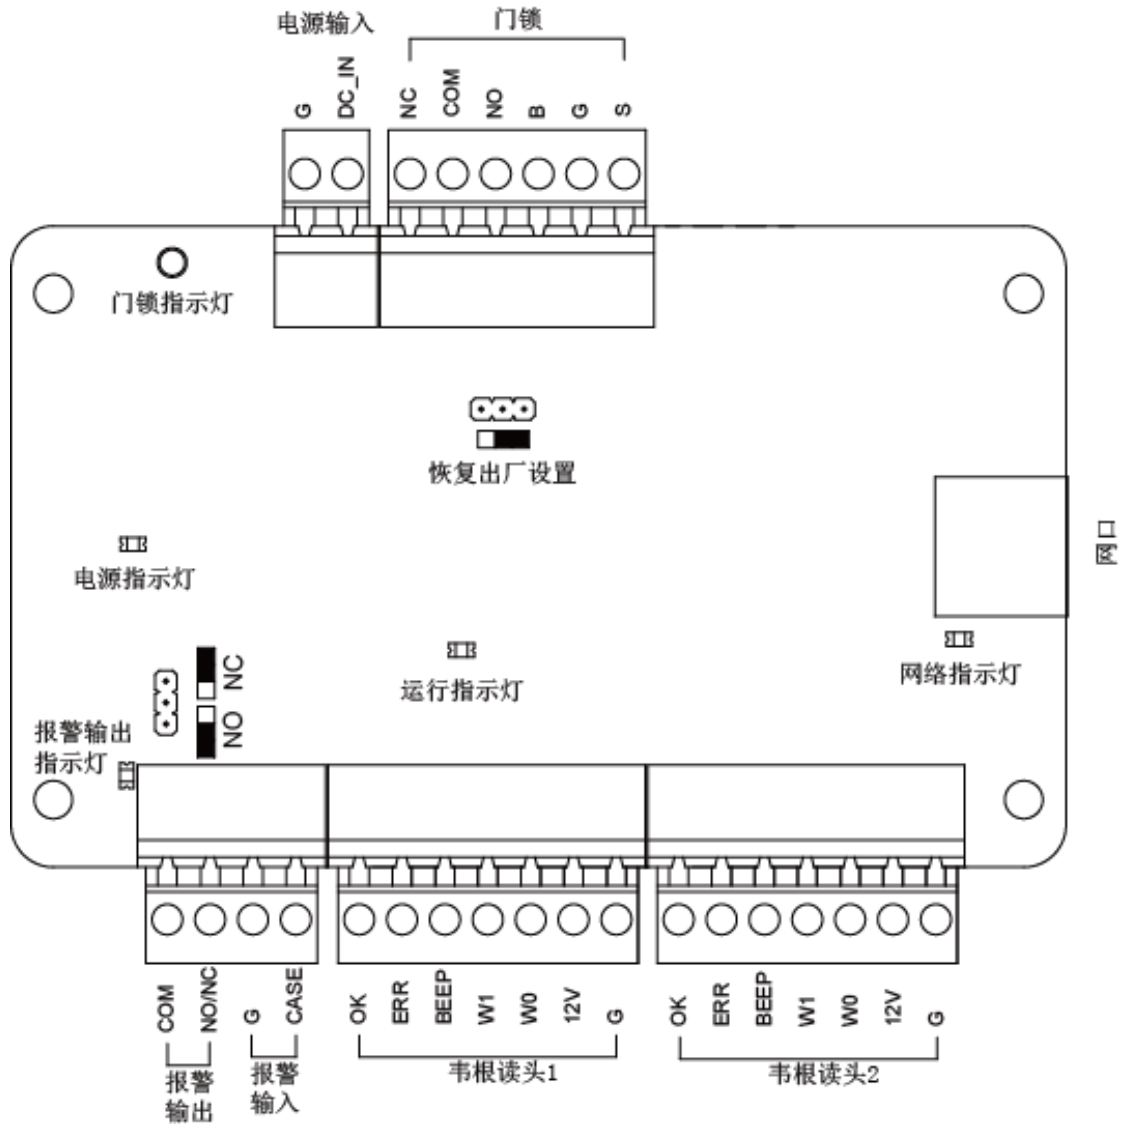 电源输入
门锁
G
DC_IN
NC
COM
NO
B
G
S
门锁指示灯
恢复出厂设置
网口
电源指示灯
网络指示灯
运行指示灯
NC
NO
报警输出
指示灯
COM
NO/NC
G
CASE
OK
ERR
BEEP
W1
W0
12V
G
OK
ERR
BEEP
W1
W0
12V
G
报警
输出
报警
输入
韦根读头1
韦根读头2